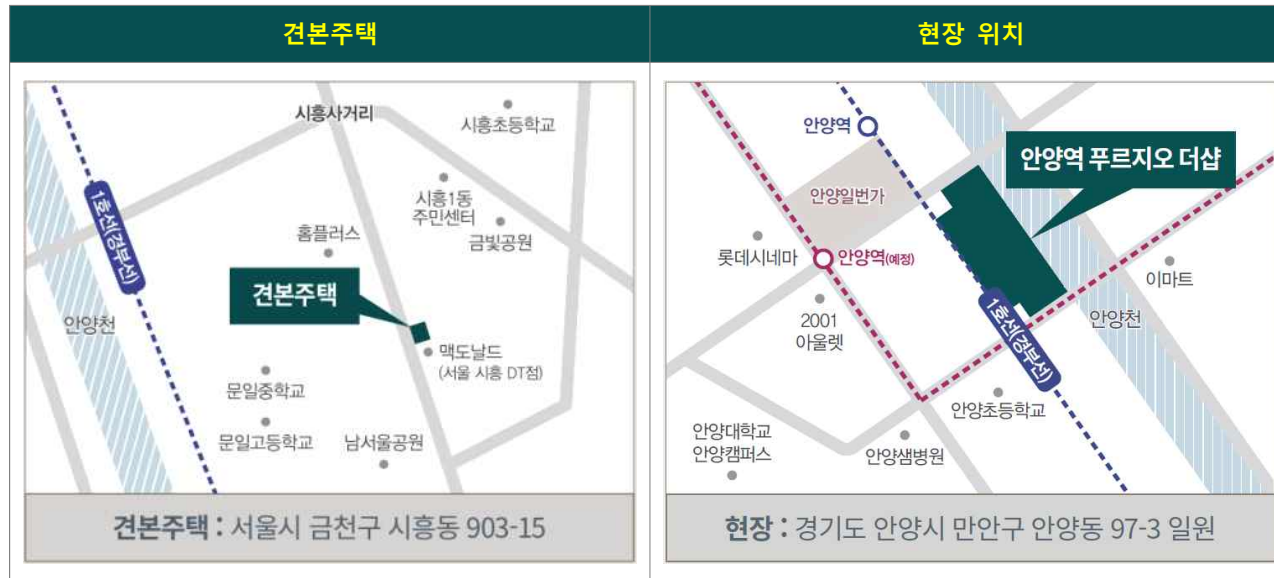 견본주택
현장 위치
시흥사거리
시흥초등학교
시흥1동
주민센터
금빛공원
홈플러스
1호선(경부선)
견본주택
안양천
맥도날드
(서울 시흥 DT점)
문일중학교
문일고등학교
남서울공원
견본주택 : 서울시 금천구 시흥동 903-15
안양역
안양역 푸르지오 더샵
안양일번가
롯데시네마
안양역(예정)
이마트
2001
아울렛
1호선(경부선)
안양천
안양초등학교
안양대학교
안양캠퍼스
안양샘병원
현장 : 경기도 안양시 만안구 안양동 97-3 일원